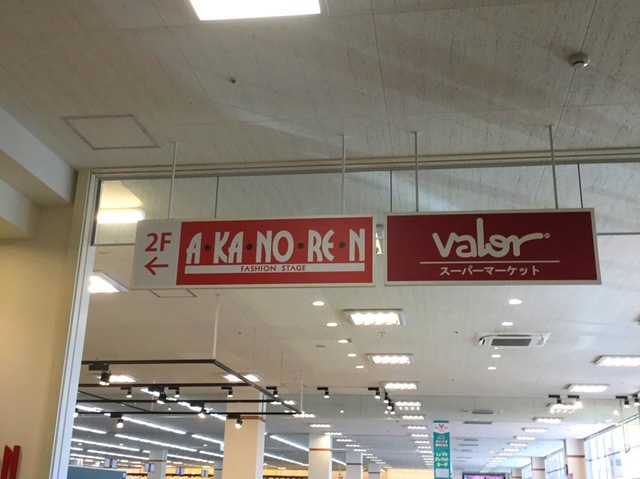 2F
←
A・KA・NO・RE・N
FASHION STAGE
valor®
スーパーマーケット
N